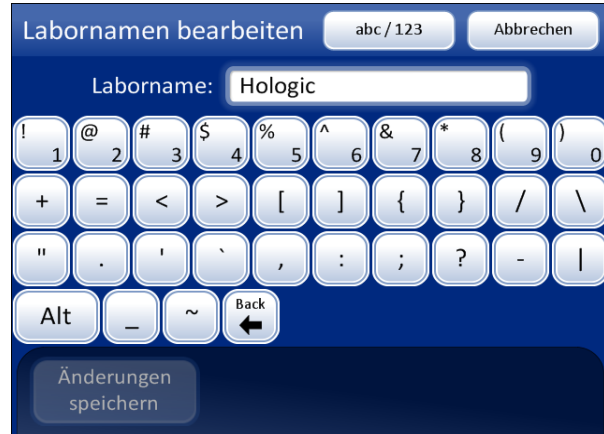 Labornamen bearbeiten abc / 123 Abbrechen
Laborname: Hologic
! 1 @ 2 # 3 $ 4 % 5 ^ 6 & 7 * 8 ( 9 ) 0
+ = < > [ ] { } / \
" . ' ` , : ; ? - |
Alt _ ~ Back
Änderungen
speichern